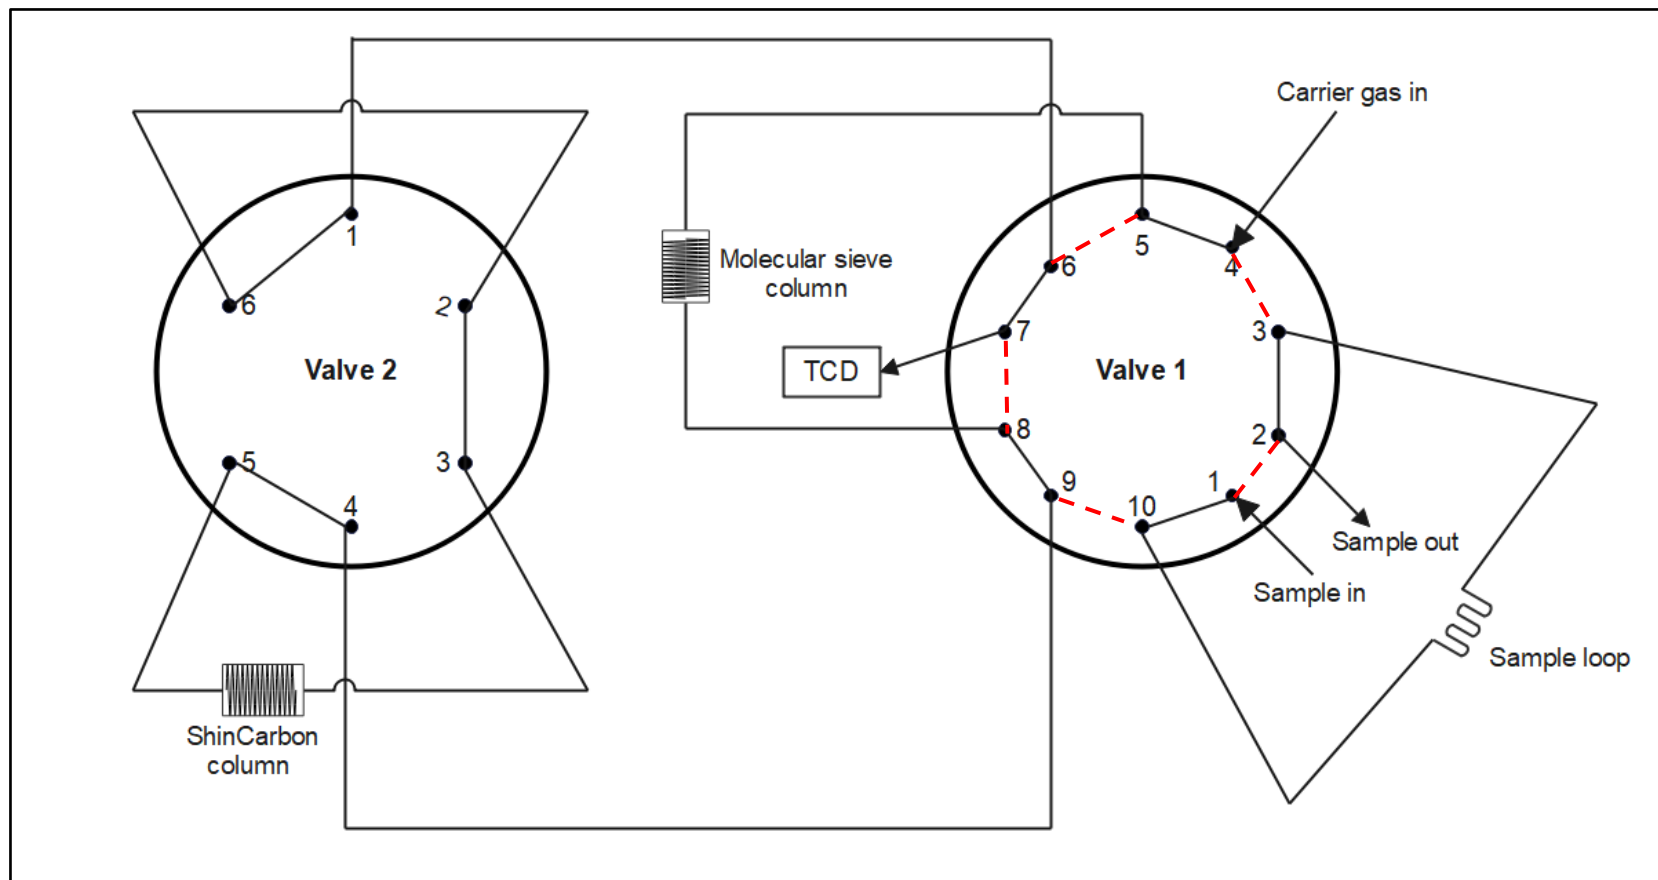 Carrier gas in
1
6
2
5
3
4
Valve 2
ShinCarbon
column
Molecular sieve
column
TCD
5
4
6
3
7
Valve 1
8
2
9
1
10
Sample out
Sample in
Sample loop